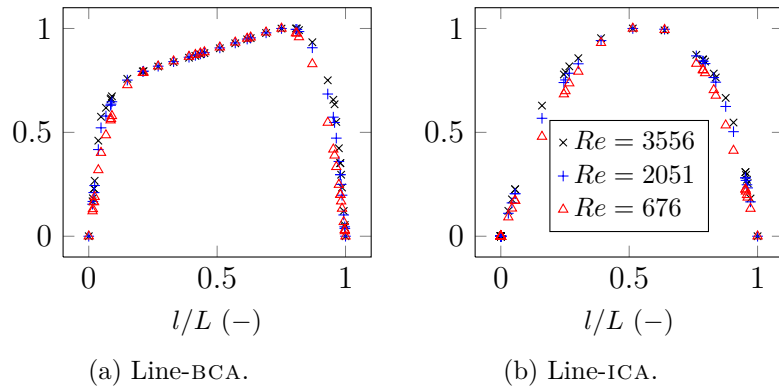 1
0.5
0
0
0.5
1
l/L (−)
(a) Line-BCA.
1
0.5
0
Re = 3556
Re = 2051
Re = 676
0
0.5
1
l/L (−)
(b) Line-ICA.